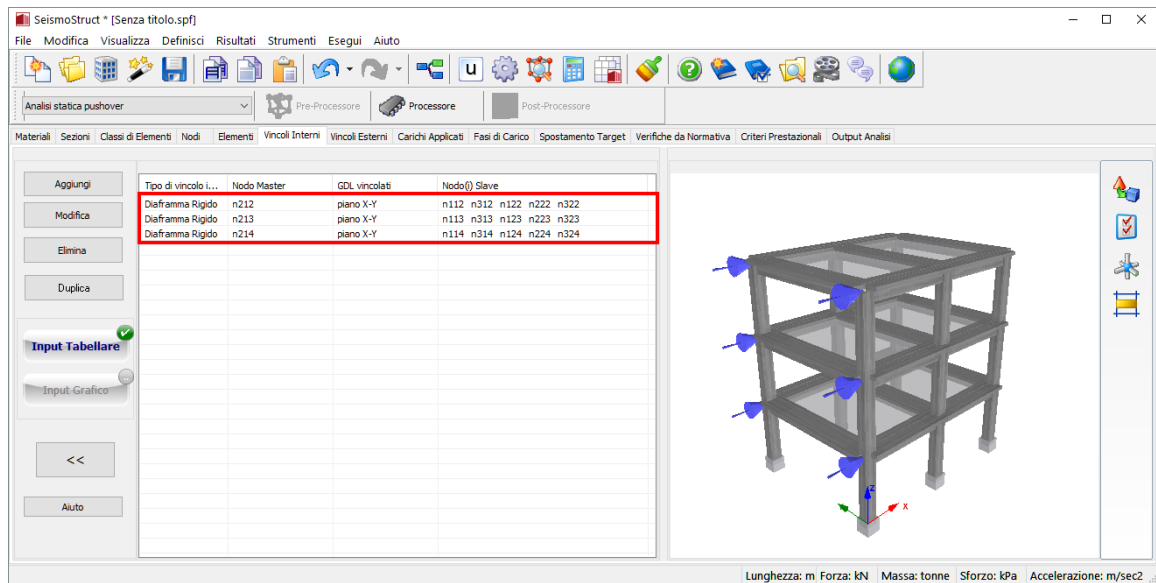 SeismoStruct * [Senza titolo.spf]
File Modifica Visualizza Definisci Risultati Strumenti Esegui Aiuto
u
Analisi statica pushover Pre-Processore Processore Post-Processore
Materiali Sezioni Classi di Elementi Nodi Elementi Vincoli Interni Vincoli Esterni Carichi Applicati Fasi di Carico Spostamento Target Verifiche da Normativa Criteri Prestazionali Output Analisi
Aggiungi
Modifica
Elimina
Duplica
Input Tabellare
Input Grafico
<<
Aiuto
Tipo di vincolo i... Nodo Master GDL vincolati Nodo(i) Slave
Diaframma Rigido n212 piano X-Y n112 n312 n122 n222 n322
Diaframma Rigido n213 piano X-Y n113 n313 n123 n223 n323
Diaframma Rigido n214 piano X-Y n114 n314 n124 n224 n324
z
x
Lunghezza: m Forza: kN Massa: tonne Sforzo: kPa Accelerazione: m/sec2